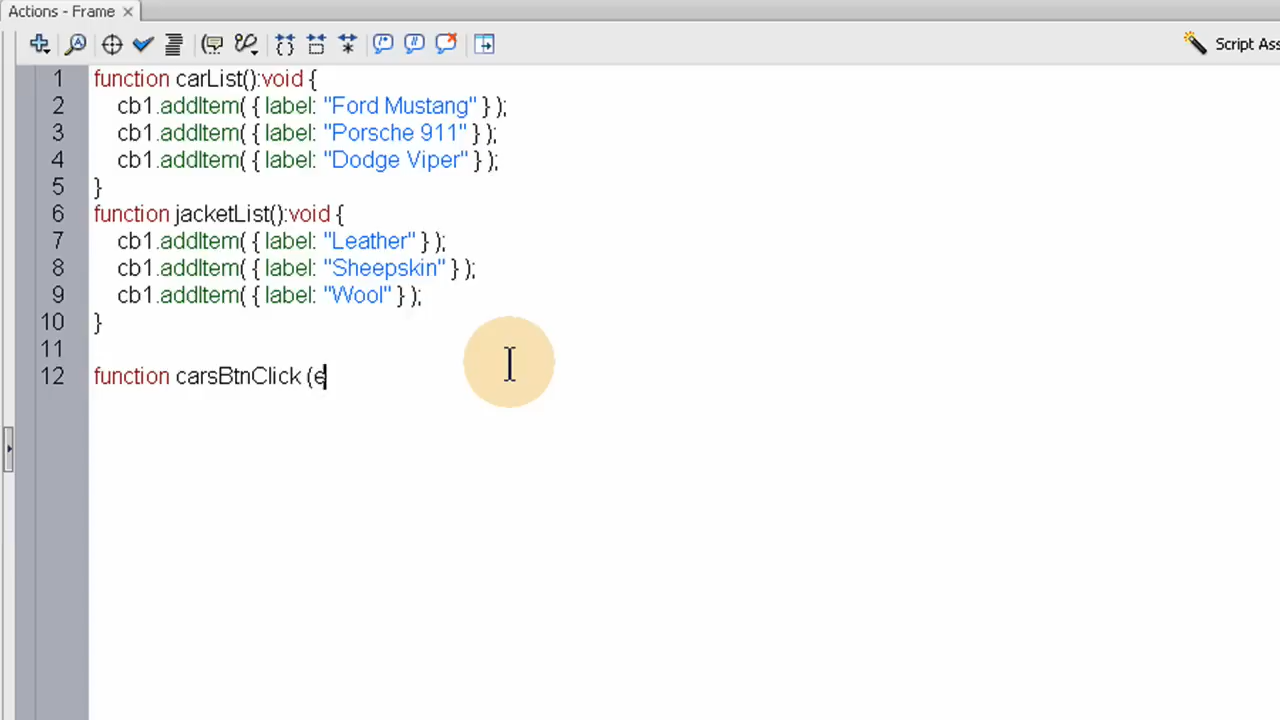 Actions - Frame
Script Ass
1 function carList():void {
2 cb1.addItem( { label: "Ford Mustang" } );
3 cb1.addItem( { label: "Porsche 911" } );
4 cb1.addItem( { label: "Dodge Viper" } );
5 }
6 function jacketList():void {
7 cb1.addItem( { label: "Leather" } );
8 cb1.addItem( { label: "Sheepskin" } );
9 cb1.addItem( { label: "Wool" } );
10 }
11
12 function carsBtnClick (e